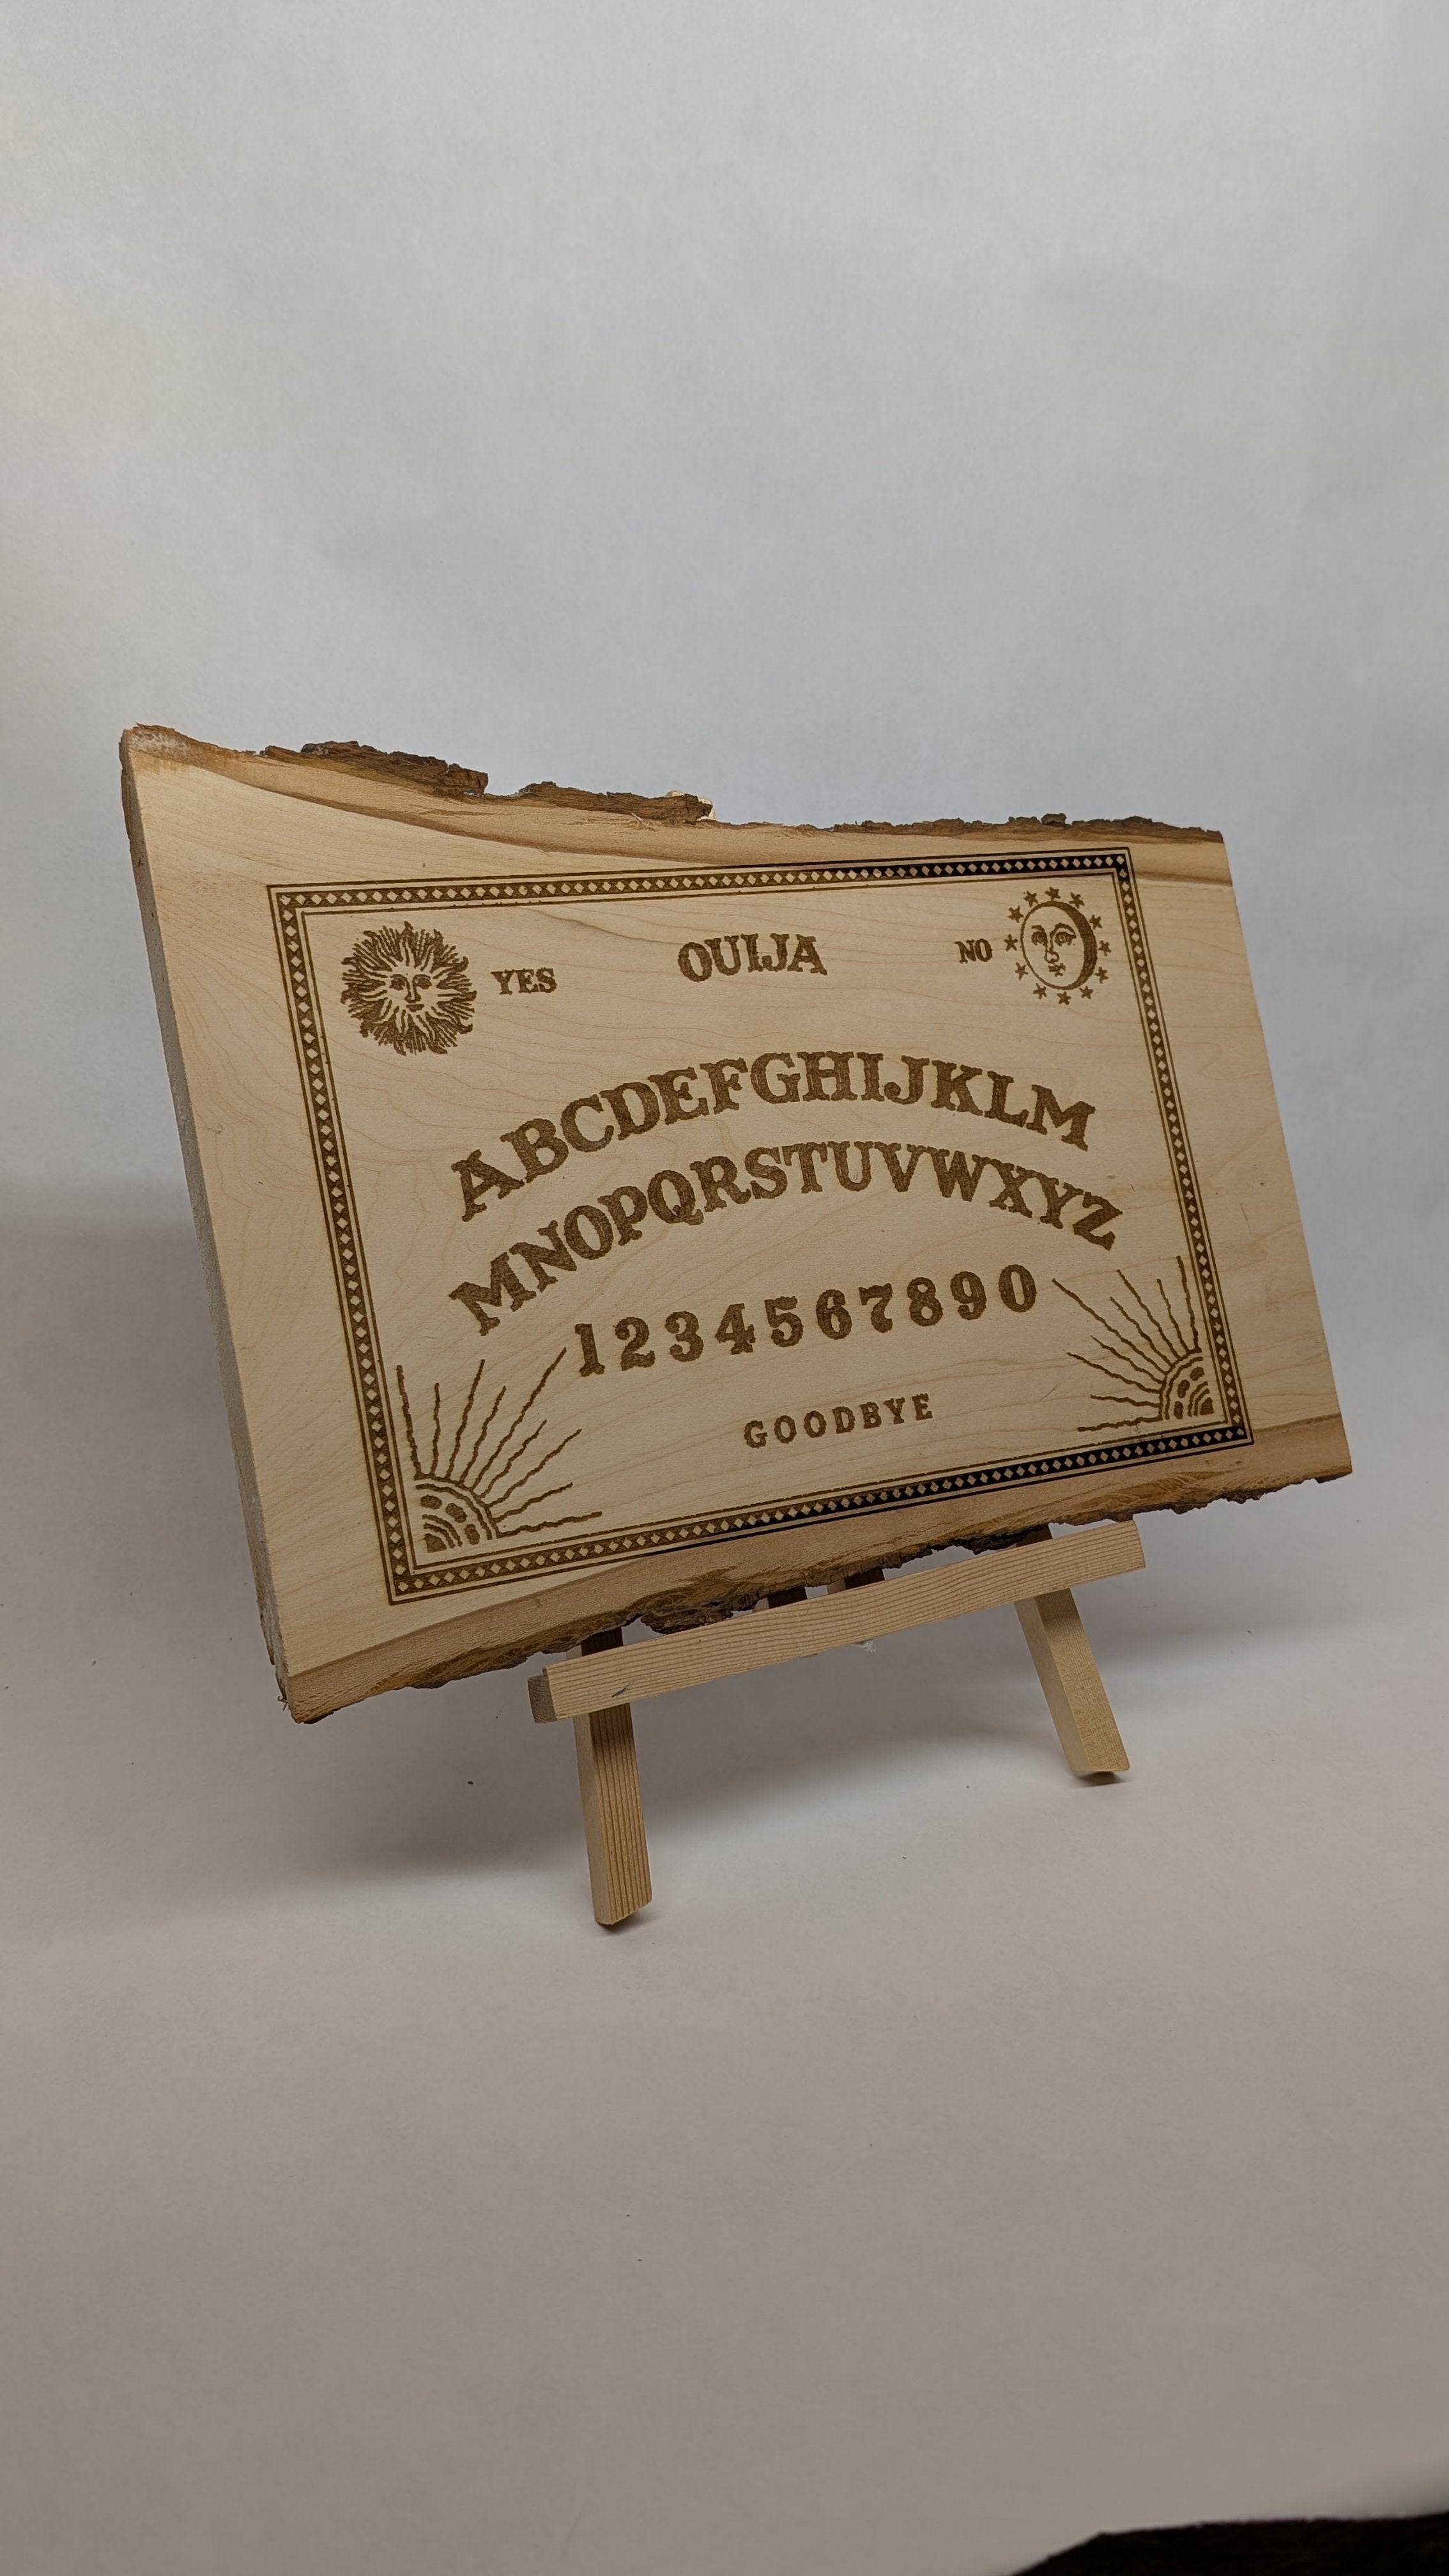 YES OUIJA NO
ABCDEFGHIJKLM
MNOPQRSTUVWXYZ
1234567890
GOODBYE